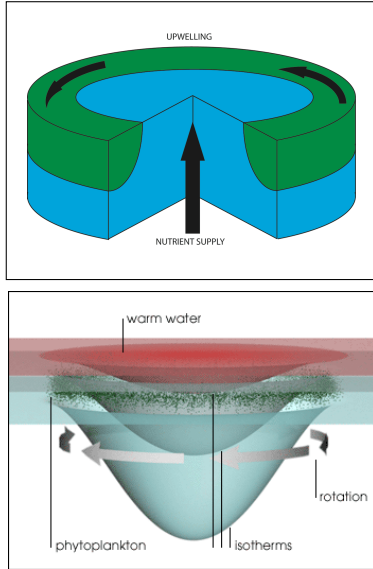 UPWELLING
NUTRIENT SUPPLY
warm water
rotation
phytoplankton
isotherms